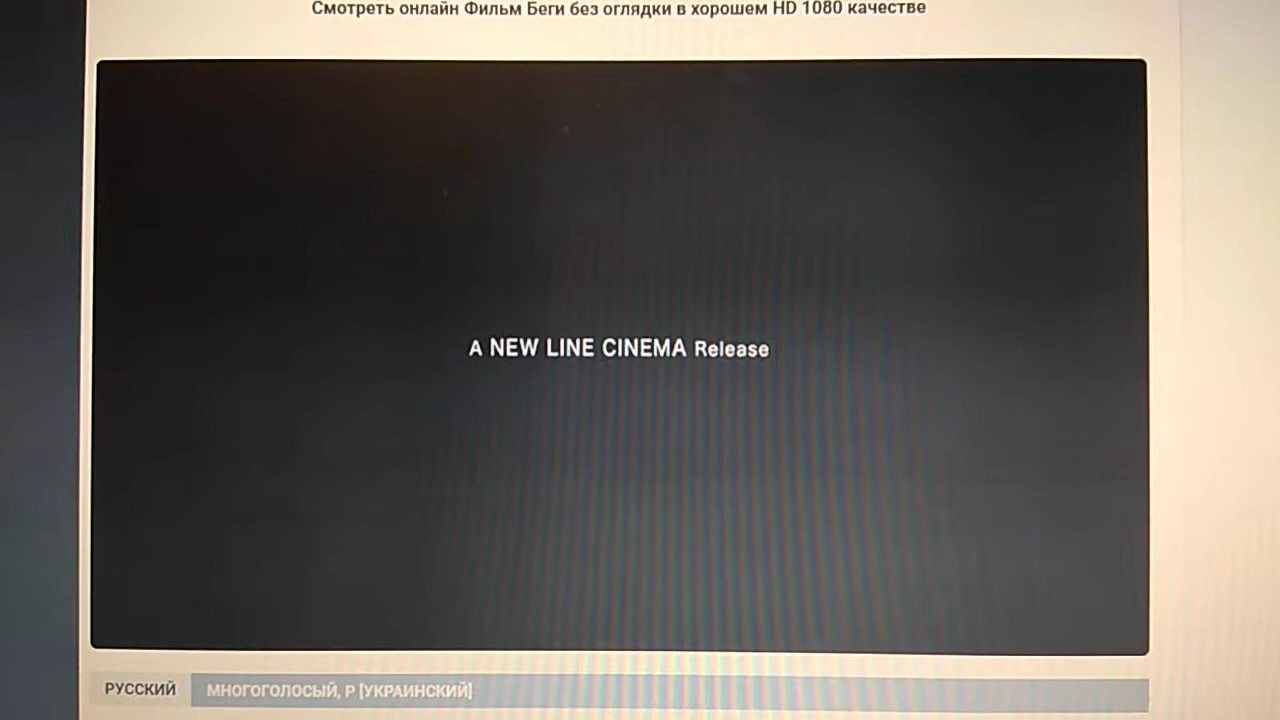 Смотреть онлайн Фильм Беги без оглядки в хорошем HD 1080 качестве
A NEW LINE CINEMA Release
РУССКИЙ
МНОГОГОЛОСЫЙ, P [УКРАИНСКИЙ]